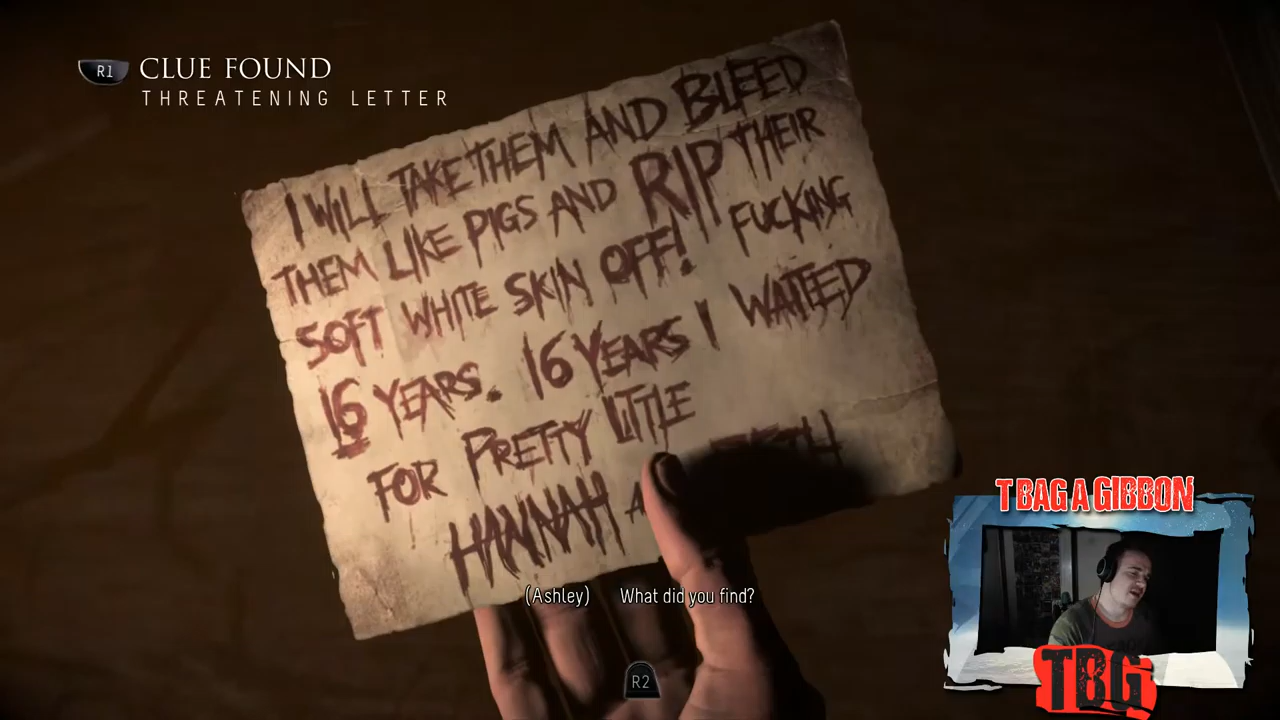 R1 CLUE FOUND
THREATENING LETTER
I WILL TAKE THEM AND BLEED
THEM LIKE PIGS AND RIP THEIR
SOFT WHITE SKIN OFF! FUCKING
16 YEARS. 16 YEARS I WAITED
FOR PRETTY LITTLE
HANNAH
(Ashley) What did you find?
R2
T BAG A GIBBON
TBG